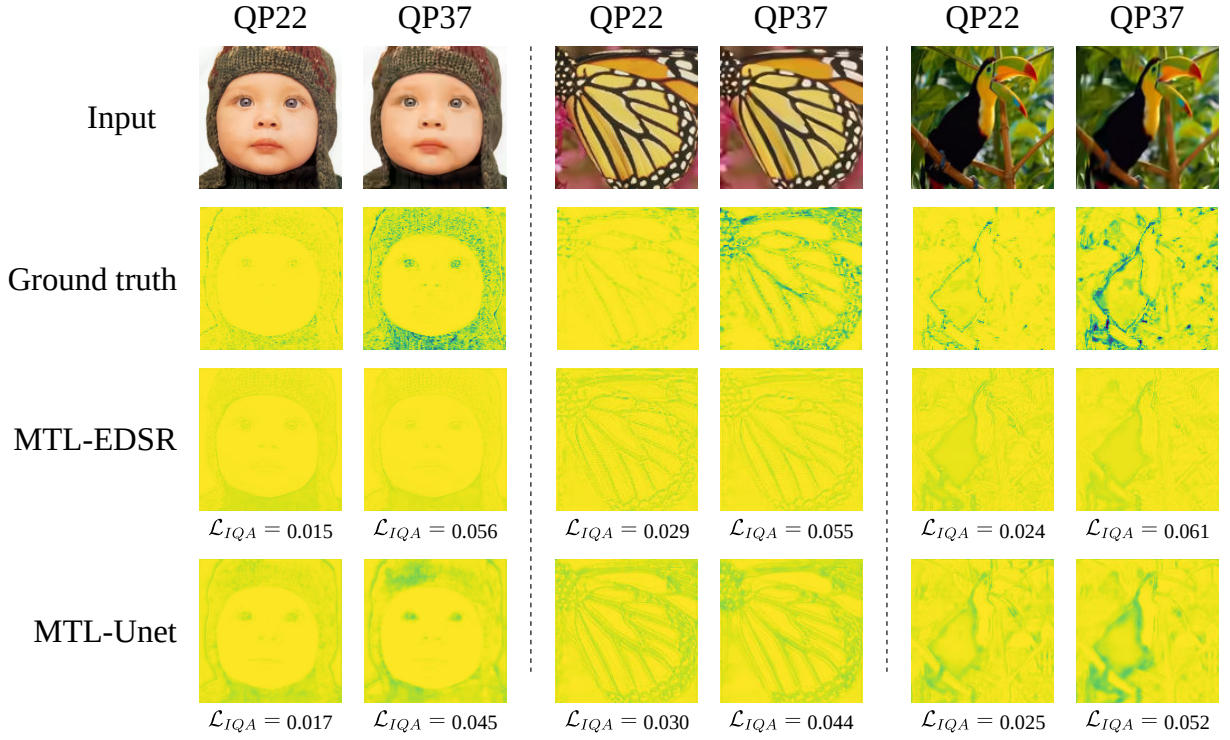 QP22 QP37 QP22 QP37 QP22 QP37
Input
Ground truth
MTL-EDSR
ℒ_IQA = 0.015 ℒ_IQA = 0.056 ℒ_IQA = 0.029 ℒ_IQA = 0.055 ℒ_IQA = 0.024 ℒ_IQA = 0.061
MTL-Unet
ℒ_IQA = 0.017 ℒ_IQA = 0.045 ℒ_IQA = 0.030 ℒ_IQA = 0.044 ℒ_IQA = 0.025 ℒ_IQA = 0.052